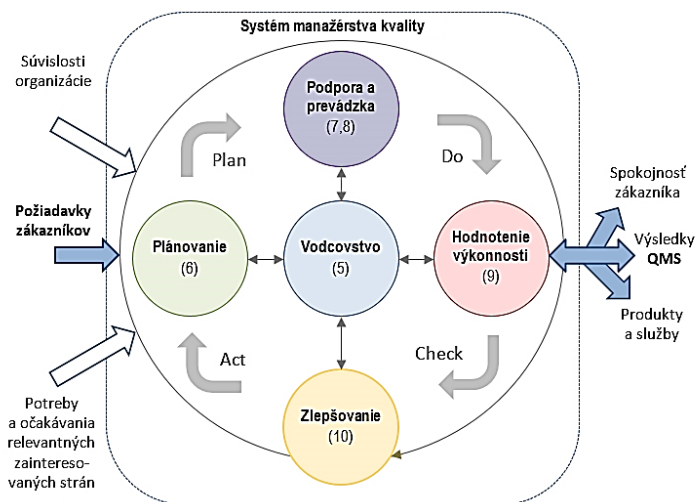 Systém manažérstva kvality
Súvislosti
organizácie
Podpora a
prevádzka
(7,8)
Plan
Do
Spokojnosť
zákazníka
Požiadavky
zákazníkov
Plánovanie
(6)
Vodcovstvo
(5)
Hodnotenie
výkonnosti
(9)
Výsledky
QMS
Produkty
a služby
Act
Check
Potreby
a očakávania
relevantných
zaintereso-
vaných strán
Zlepšovanie
(10)